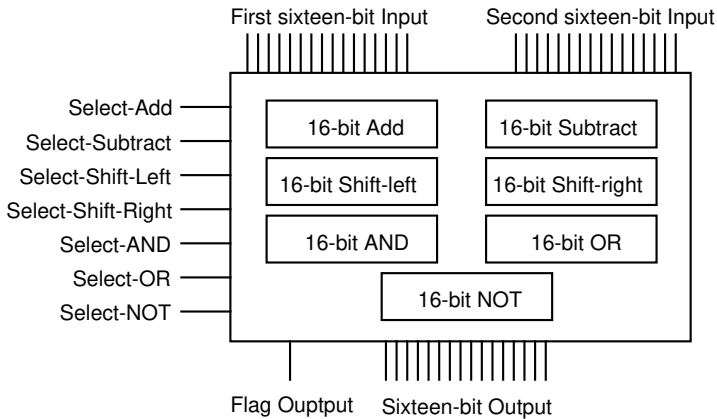 First sixteen-bit Input
Second sixteen-bit Input
Select-Add
Select-Subtract
Select-Shift-Left
Select-Shift-Right
Select-AND
Select-OR
Select-NOT
16-bit Add
16-bit Subtract
16-bit Shift-left
16-bit Shift-right
16-bit AND
16-bit OR
16-bit NOT
Flag Ouptput
Sixteen-bit Output